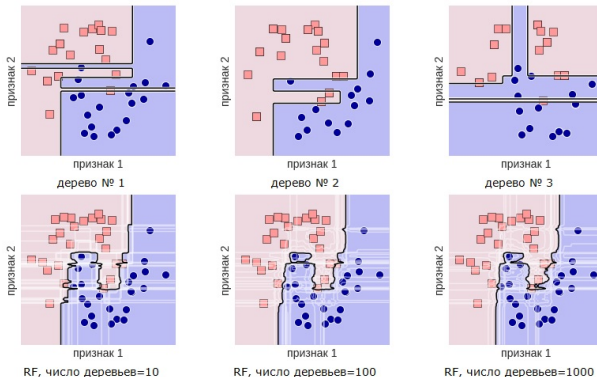 признак 2
признак 2
признак 2
признак 1
признак 1
признак 1
дерево № 1
дерево № 2
дерево № 3
признак 2
признак 2
признак 2
признак 1
признак 1
признак 1
RF, число деревьев=10
RF, число деревьев=100
RF, число деревьев=1000